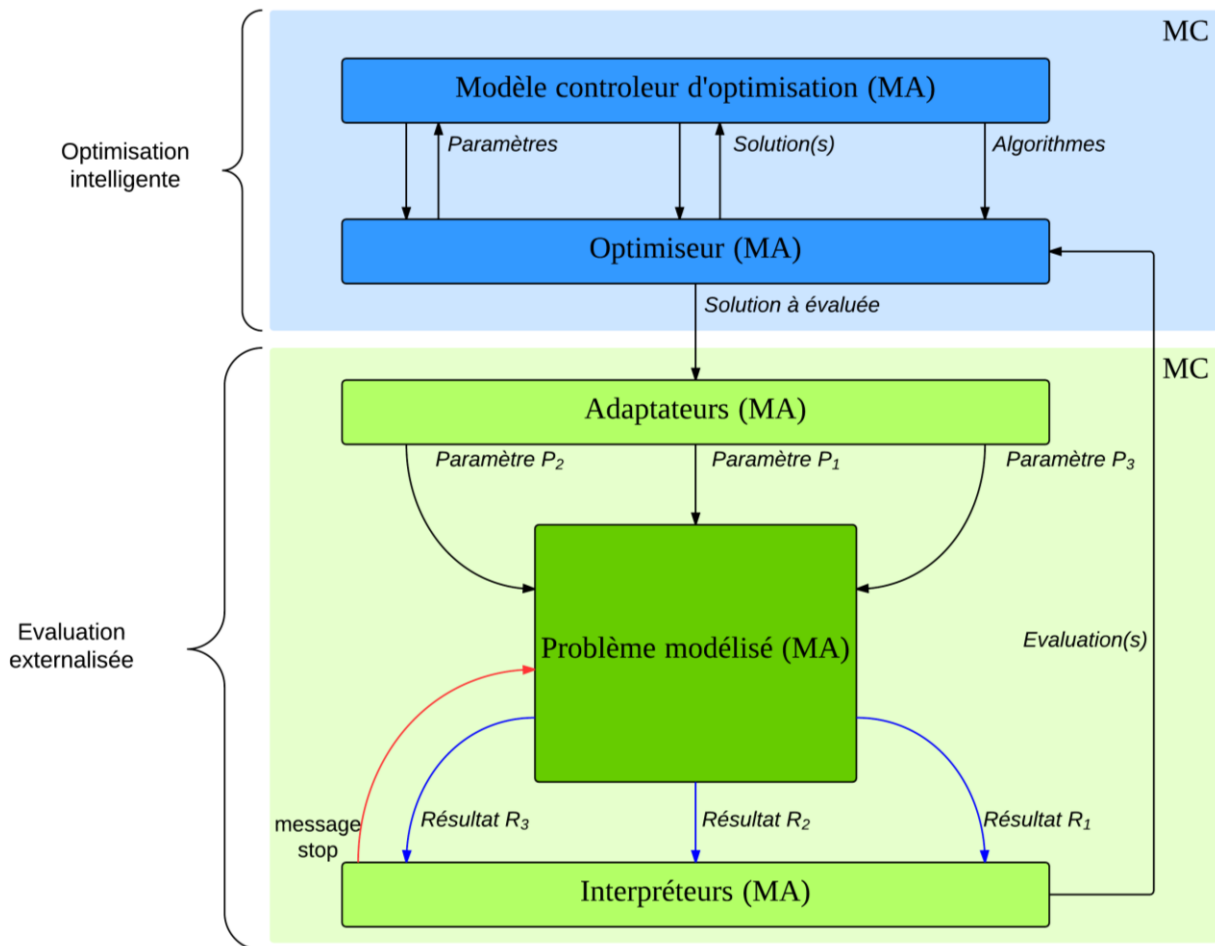 MC
Modèle controleur d'optimisation (MA)
Optimisation
intelligente
Paramètres
Solution(s)
Algorithmes
Optimiseur (MA)
Solution à évaluée
MC
Adaptateurs (MA)
Paramètre P₂
Paramètre P₁
Paramètre P₃
Evaluation
externalisée
Problème modélisé (MA)
Evaluation(s)
message
stop
Résultat R₃
Résultat R₂
Résultat R₁
Interpréteurs (MA)